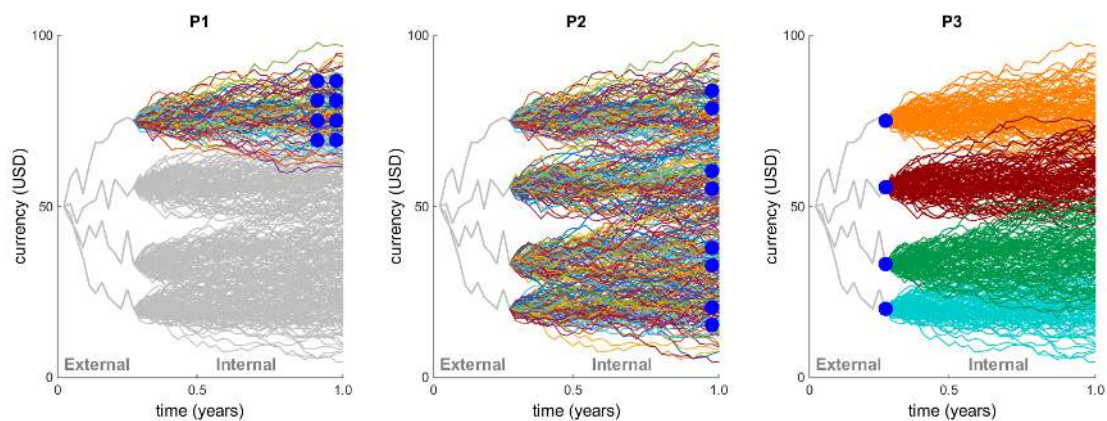 P1
100
50
0
currency (USD)
External
Internal
0
0.5
1.0
time (years)
P2
100
50
0
currency (USD)
External
Internal
0
0.5
1.0
time (years)
P3
100
50
0
currency (USD)
External
Internal
0
0.5
1.0
time (years)